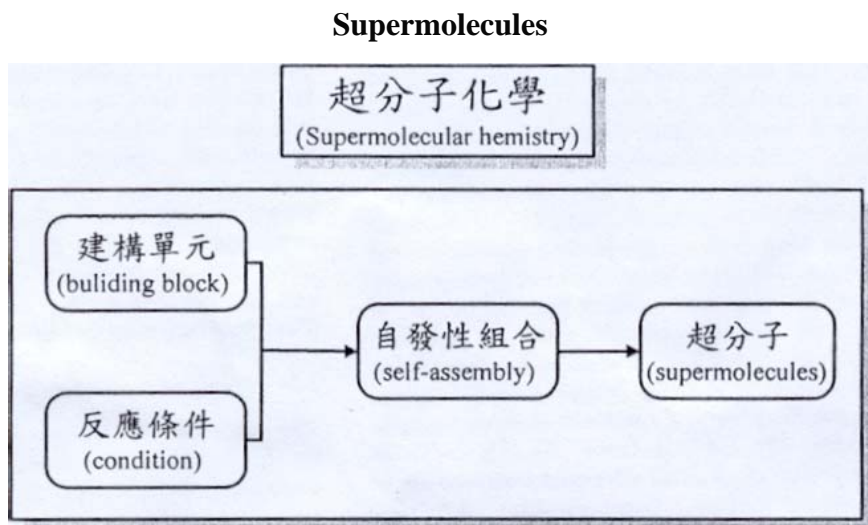 Supermolecules
超分子化學
(Supermolecular hemistry)
建構單元
(buliding block)
反應條件
(condition)
自發性組合
(self-assembly)
超分子
(supermolecules)